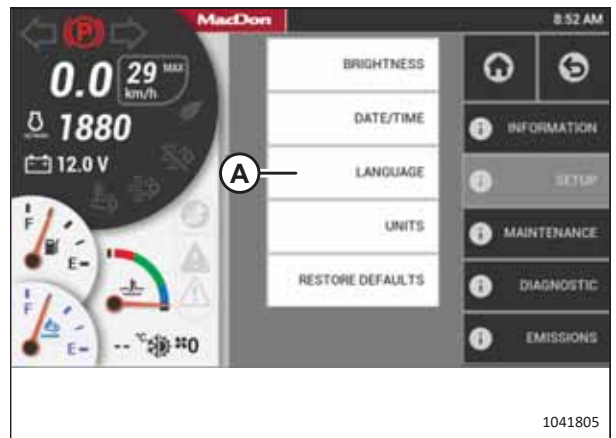 MacDon
8:52 AM
P
0.0 29 MAX km/h
1880
12.0 V
F
E
F
E
-- °C 0
A
BRIGHTNESS
DATE/TIME
LANGUAGE
UNITS
RESTORE DEFAULTS
INFORMATION
SETUP
MAINTENANCE
DIAGNOSTIC
EMISSIONS
1041805